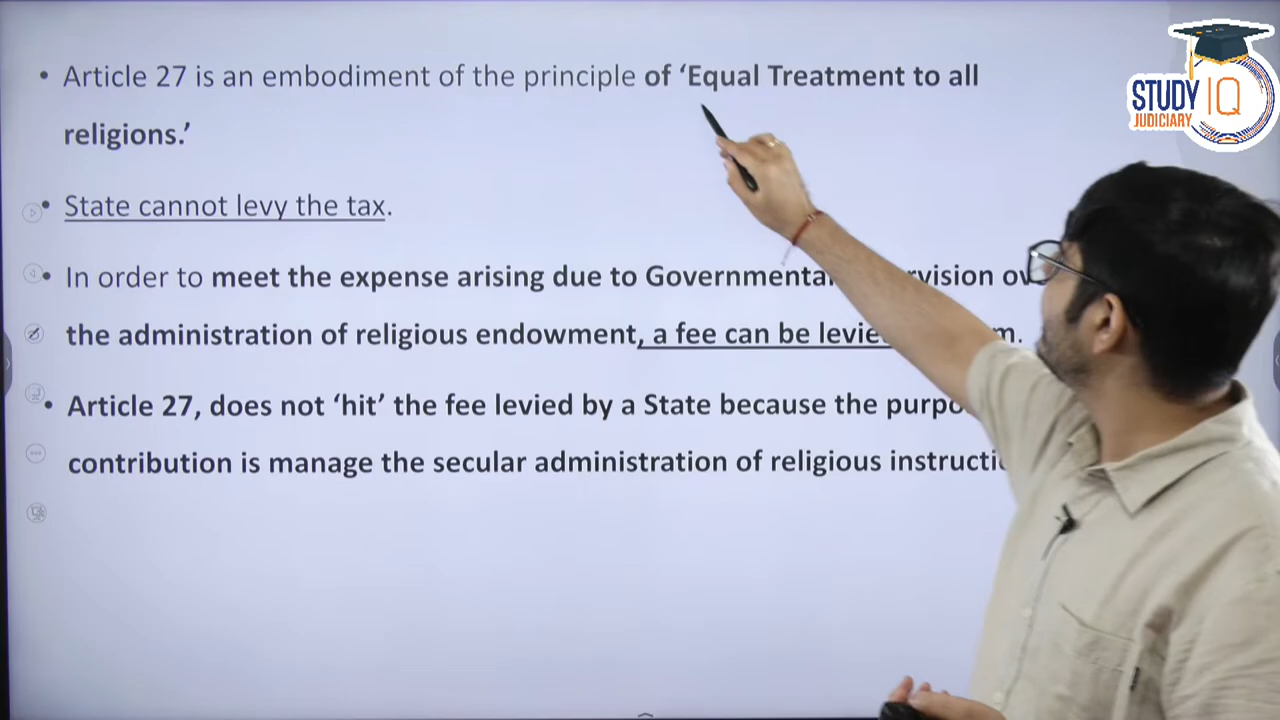 • Article 27 is an embodiment of the principle of ‘Equal Treatment to all
religions.’
• State cannot levy the tax.
• In order to meet the expense arising due to
the administration of religious endowment, a fee can be
• Article 27, does not ‘hit’ the fee levied by a State because the
contribution is manage the secular administration of religious
STUDY IQ
JUDICIARY